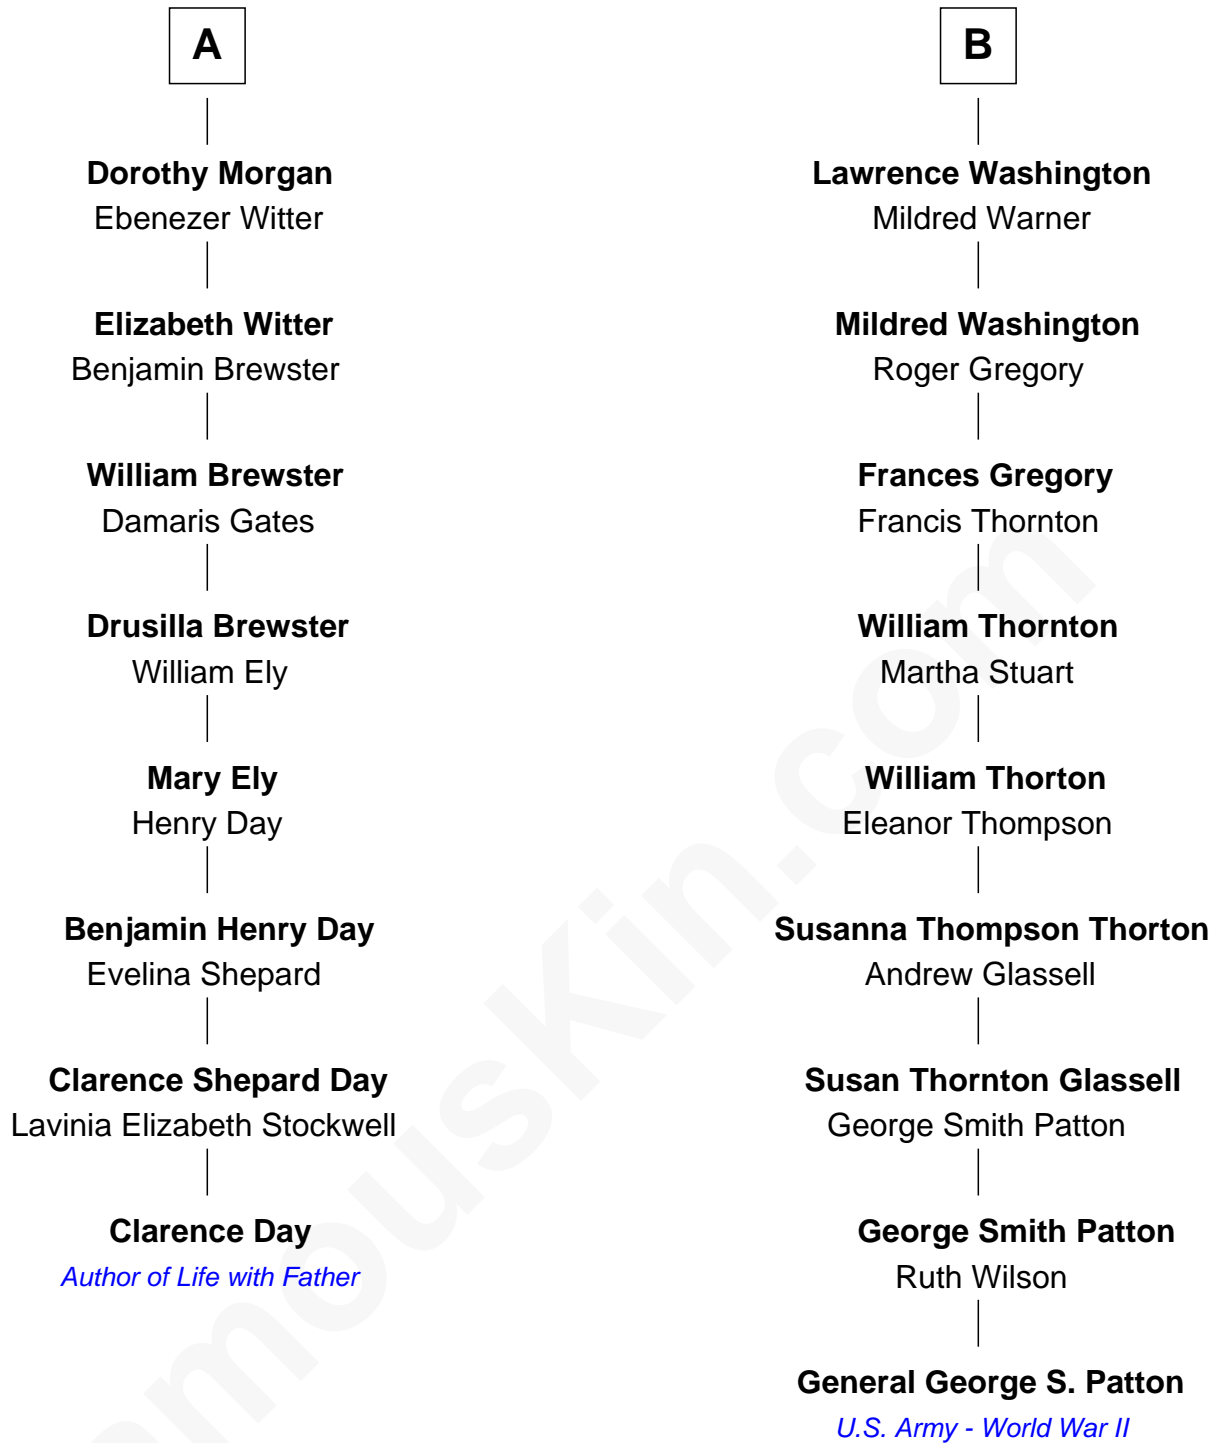 A
Dorothy Morgan
Ebenezer Witter
Elizabeth Witter
Benjamin Brewster
William Brewster
Damaris Gates
Drusilla Brewster
William Ely
Mary Ely
Henry Day
Benjamin Henry Day
Evelina Shepard
Clarence Shepard Day
Lavinia Elizabeth Stockwell
Clarence Day
Author of Life with Father
B
Lawrence Washington
Mildred Warner
Mildred Washington
Roger Gregory
Frances Gregory
Francis Thornton
William Thornton
Martha Stuart
William Thorton
Eleanor Thompson
Susanna Thompson Thorton
Andrew Glassell
Susan Thornton Glassell
George Smith Patton
George Smith Patton
Ruth Wilson
General George S. Patton
U.S. Army - World War II
amousKin.com